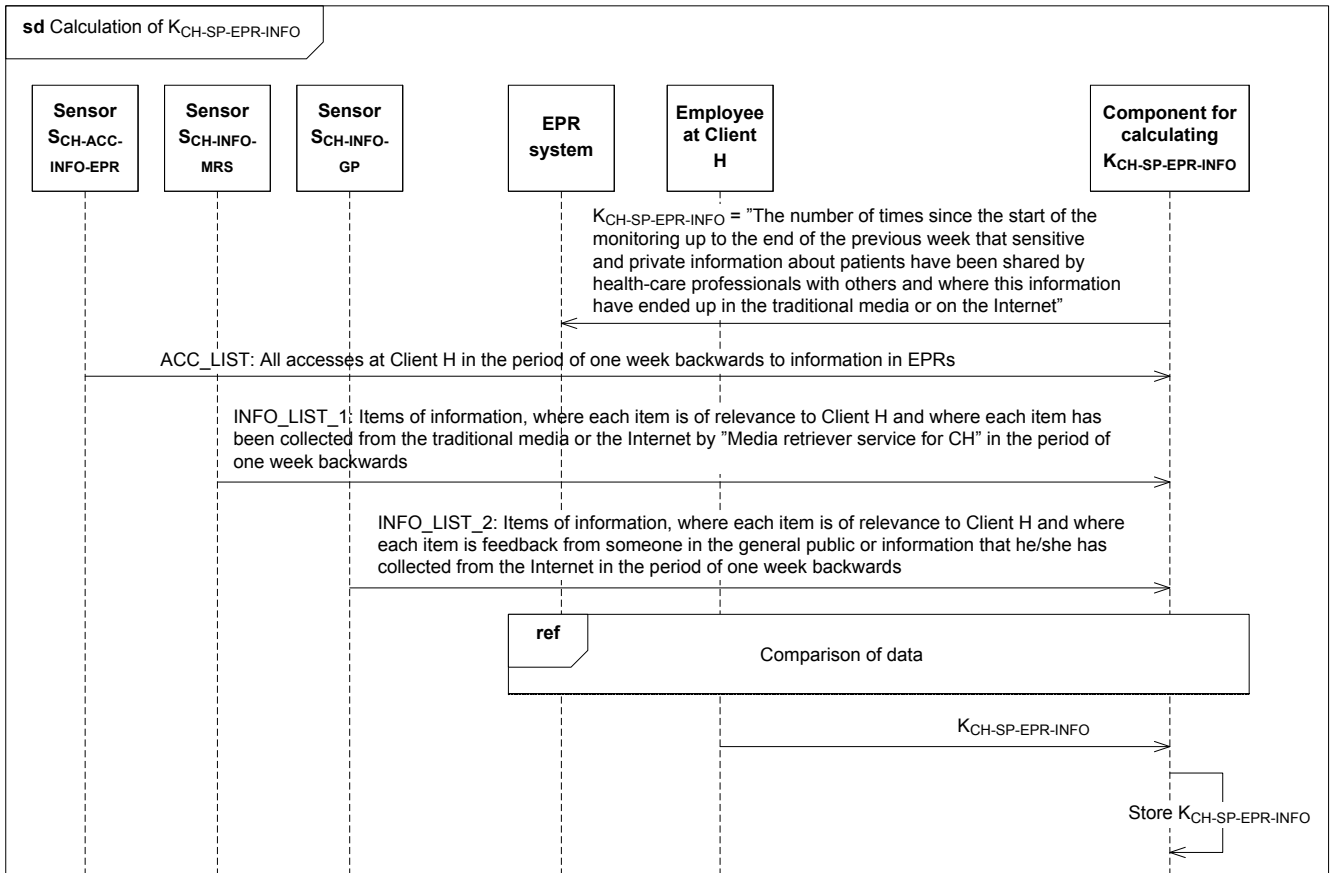 sd Calculation of K_CH-SP-EPR-INFO
Sensor
S_CH-ACC-
INFO-EPR
Sensor
S_CH-INFO-
MRS
Sensor
S_CH-INFO-
GP
EPR
system
Employee
at Client
H
Component for
calculating
K_CH-SP-EPR-INFO
K_CH-SP-EPR-INFO = ”The number of times since the start of the
monitoring up to the end of the previous week that sensitive
and private information about patients have been shared by
health-care professionals with others and where this information
have ended up in the traditional media or on the Internet”
ACC_LIST: All accesses at Client H in the period of one week backwards to information in EPRs
INFO_LIST_1: Items of information, where each item is of relevance to Client H and where each item has
been collected from the traditional media or the Internet by ”Media retriever service for CH” in the period of
one week backwards
INFO_LIST_2: Items of information, where each item is of relevance to Client H and where
each item is feedback from someone in the general public or information that he/she has
collected from the Internet in the period of one week backwards
ref
Comparison of data
K_CH-SP-EPR-INFO
Store K_CH-SP-EPR-INFO